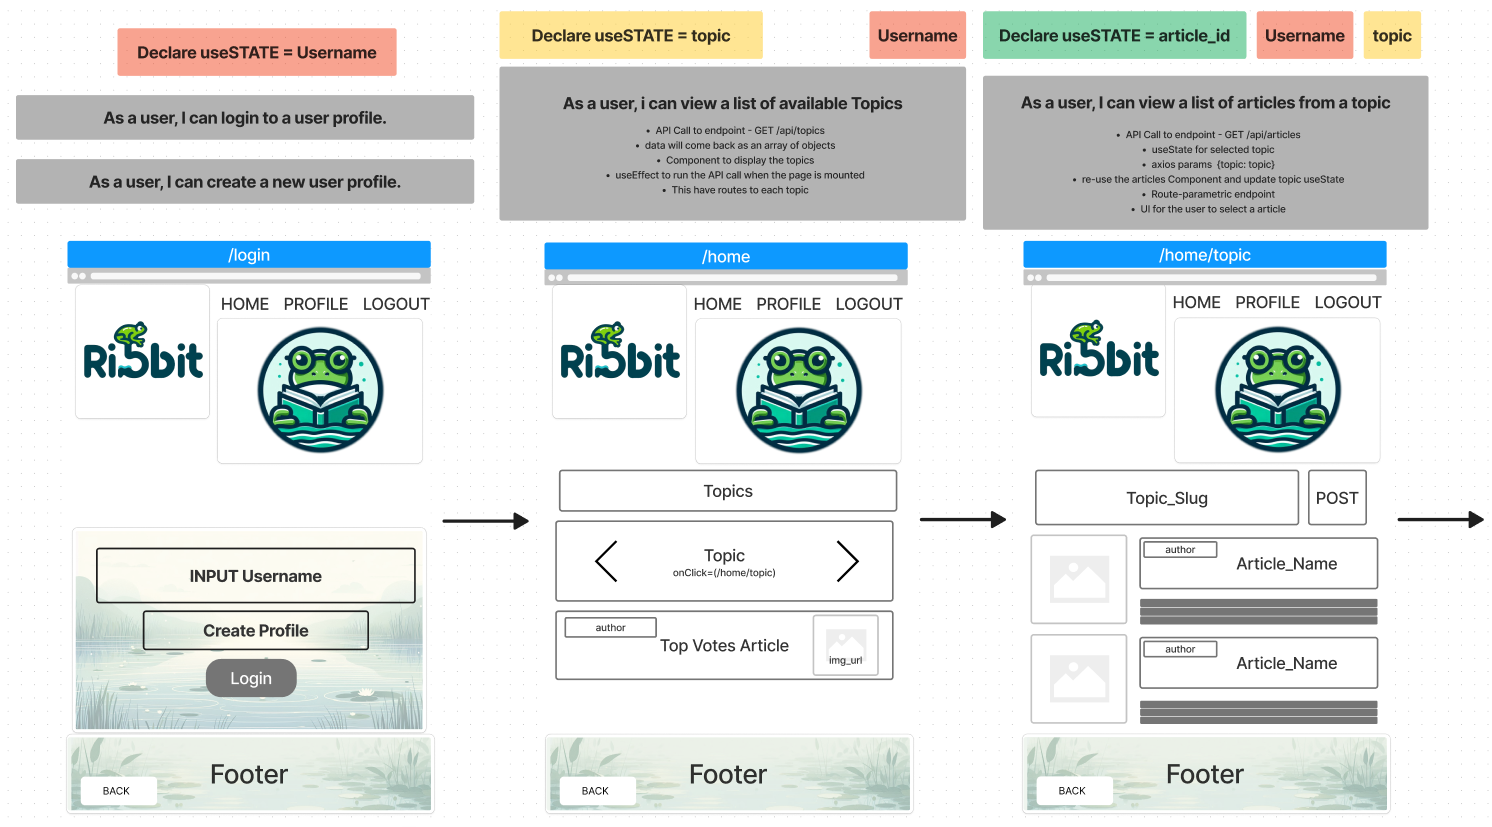 Declare useSTATE = Username
As a user, I can login to a user profile.
As a user, I can create a new user profile.
/login
HOME PROFILE LOGOUT
Ri5bit
INPUT Username
Create Profile
Login
Footer
BACK
Declare useSTATE = topic
Username
As a user, i can view a list of available Topics
• API Call to endpoint - GET /api/topics
• data will come back as an array of objects
• Component to display the topics
• useEffect to run the API call when the page is mounted
• This have routes to each topic
/home
HOME PROFILE LOGOUT
Ri5bit
Topics
Topic
onClick=(/home/topic)
author
Top Votes Article
img_url
Footer
BACK
Declare useSTATE = article_id
Username
topic
As a user, I can view a list of articles from a topic
• API Call to endpoint - GET /api/articles
• useState for selected topic
• axios params {topic: topic}
• re-use the articles Component and update topic useState
• Route-parametric endpoint
• UI for the user to select a article
/home/topic
HOME PROFILE LOGOUT
Ri5bit
Topic_Slug
POST
author
Article_Name
author
Article_Name
Footer
BACK